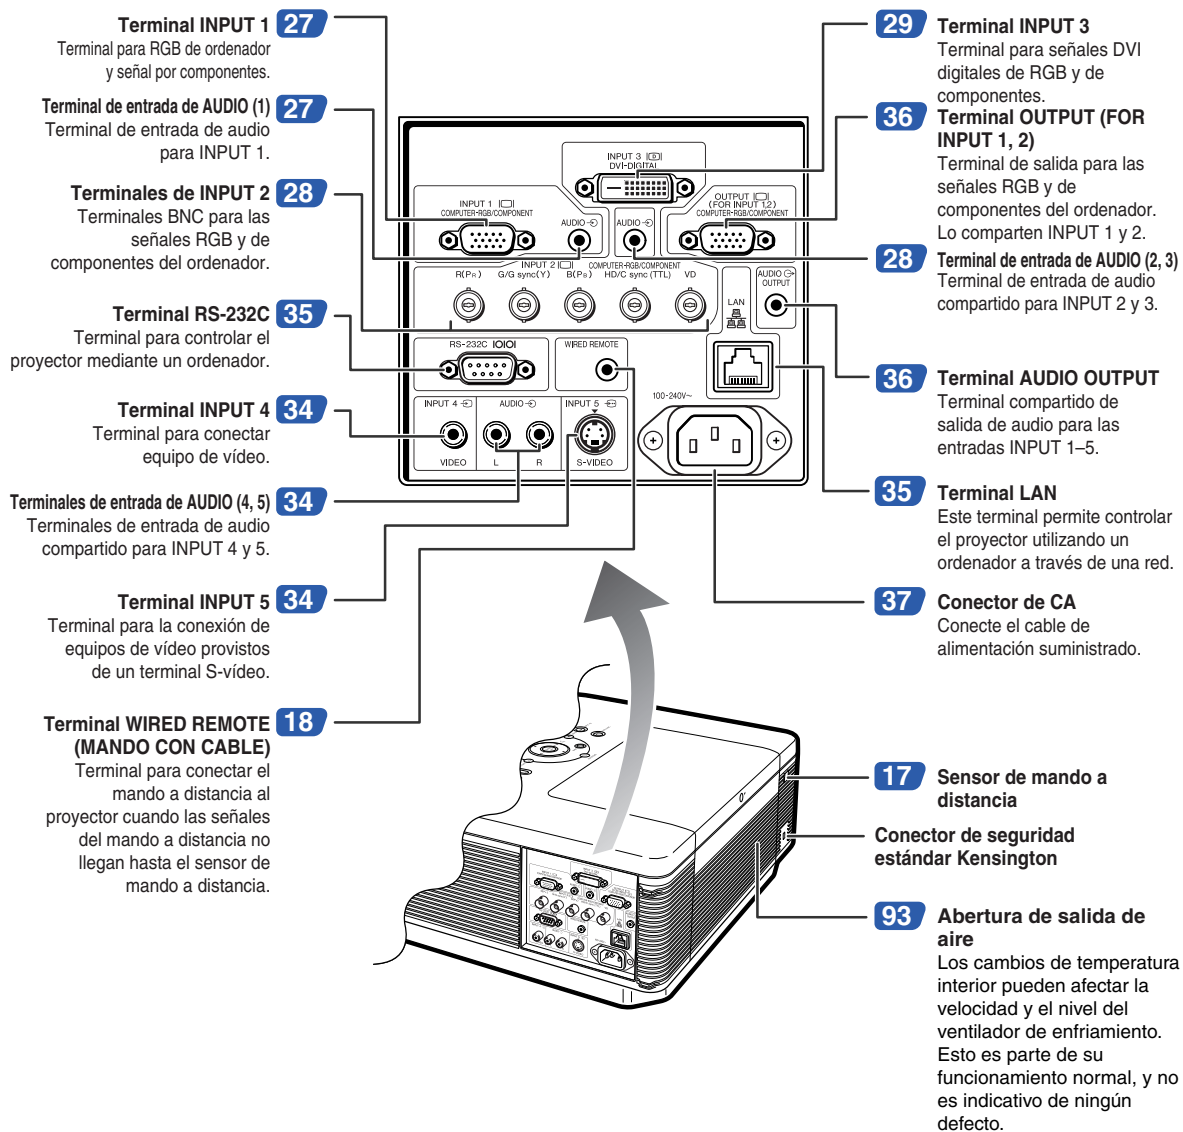 Terminal INPUT 1 27
Terminal para RGB de ordenador
y señal por componentes.
Terminal de entrada de AUDIO (1) 27
Terminal de entrada de audio
para INPUT 1.
Terminales de INPUT 2 28
Terminales BNC para las
señales RGB y de
componentes del ordenador.
Terminal RS-232C 35
Terminal para controlar el
proyector mediante un ordenador.
Terminal INPUT 4 34
Terminal para conectar
equipo de vídeo.
Terminales de entrada de AUDIO (4, 5) 34
Terminales de entrada de audio
compartido para INPUT 4 y 5.
Terminal INPUT 5 34
Terminal para la conexión de
equipos de vídeo provistos
de un terminal S-vídeo.
Terminal WIRED REMOTE 18
(MANDO CON CABLE)
Terminal para conectar el
mando a distancia al
proyector cuando las señales
del mando a distancia no
llegan hasta el sensor de
mando a distancia.
INPUT 3
DVI-DIGITAL
INPUT 1
COMPUTER-RGB/COMPONENT
AUDIO
AUDIO
OUTPUT
(FOR INPUT 1,2)
COMPUTER-RGB/COMPONENT
INPUT 2 COMPUTER-RGB/COMPONENT
R(PR) G/G sync(Y) B(PB) HD/C sync (TTL) VD
AUDIO
OUTPUT
LAN
RS-232C
WIRED REMOTE
100-240V~
INPUT 4 AUDIO INPUT 5
VIDEO L R S-VIDEO
29 Terminal INPUT 3
Terminal para señales DVI
digitales de RGB y de
componentes.
36 Terminal OUTPUT (FOR
INPUT 1, 2)
Terminal de salida para las
señales RGB y de
componentes del ordenador.
Lo comparten INPUT 1 y 2.
28 Terminal de entrada de AUDIO (2, 3)
Terminal de entrada de audio
compartido para INPUT 2 y 3.
36 Terminal AUDIO OUTPUT
Terminal compartido de
salida de audio para las
entradas INPUT 1–5.
35 Terminal LAN
Este terminal permite controlar
el proyector utilizando un
ordenador a través de una red.
37 Conector de CA
Conecte el cable de
alimentación suministrado.
17 Sensor de mando a
distancia
Conector de seguridad
estándar Kensington
93 Abertura de salida de
aire
Los cambios de temperatura
interior pueden afectar la
velocidad y el nivel del
ventilador de enfriamiento.
Esto es parte de su
funcionamiento normal, y no
es indicativo de ningún
defecto.